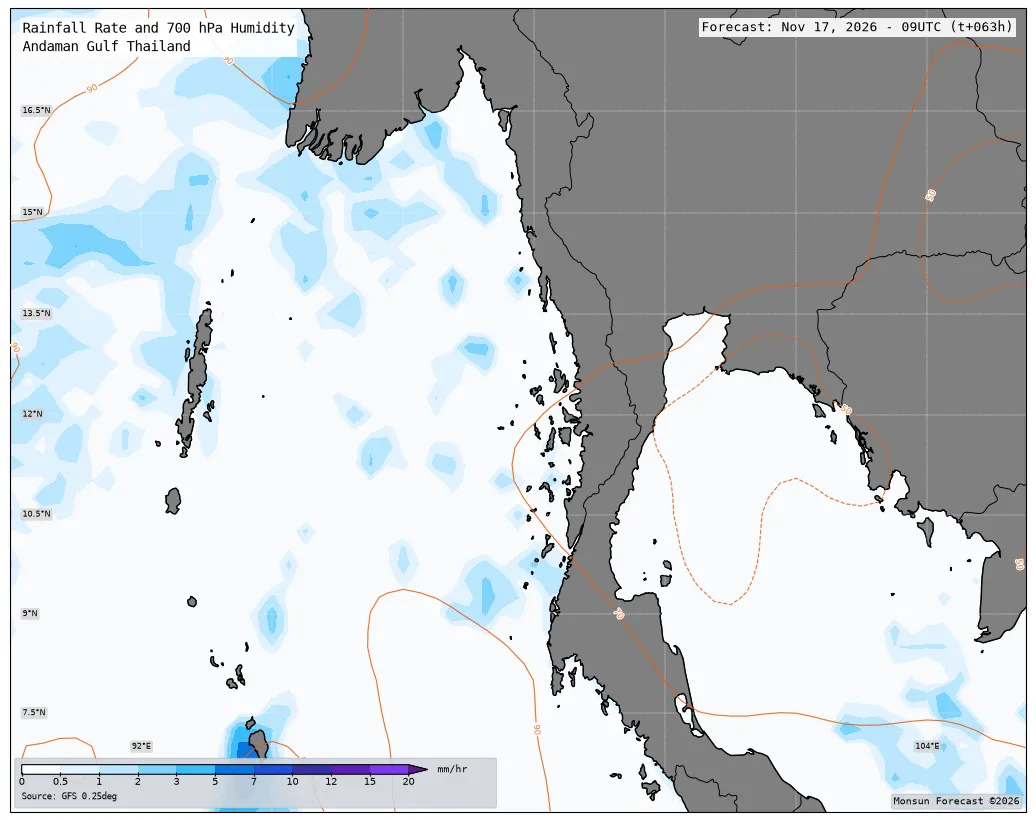 Rainfall Rate and 700 hPa Humidity
Andaman Gulf Thailand
Forecast: Nov 17, 2026 - 09UTC (t+063h)
90
90
16.5°N
50
15°N
13.5°N
90
12°N
50
10.5°N
50
9°N
70
7.5°N
90
92°E
104°E
mm/hr
0 0.5 1 2 3 5 7 10 12 15 20
Source: GFS 0.25deg
Monsun Forecast ©2026